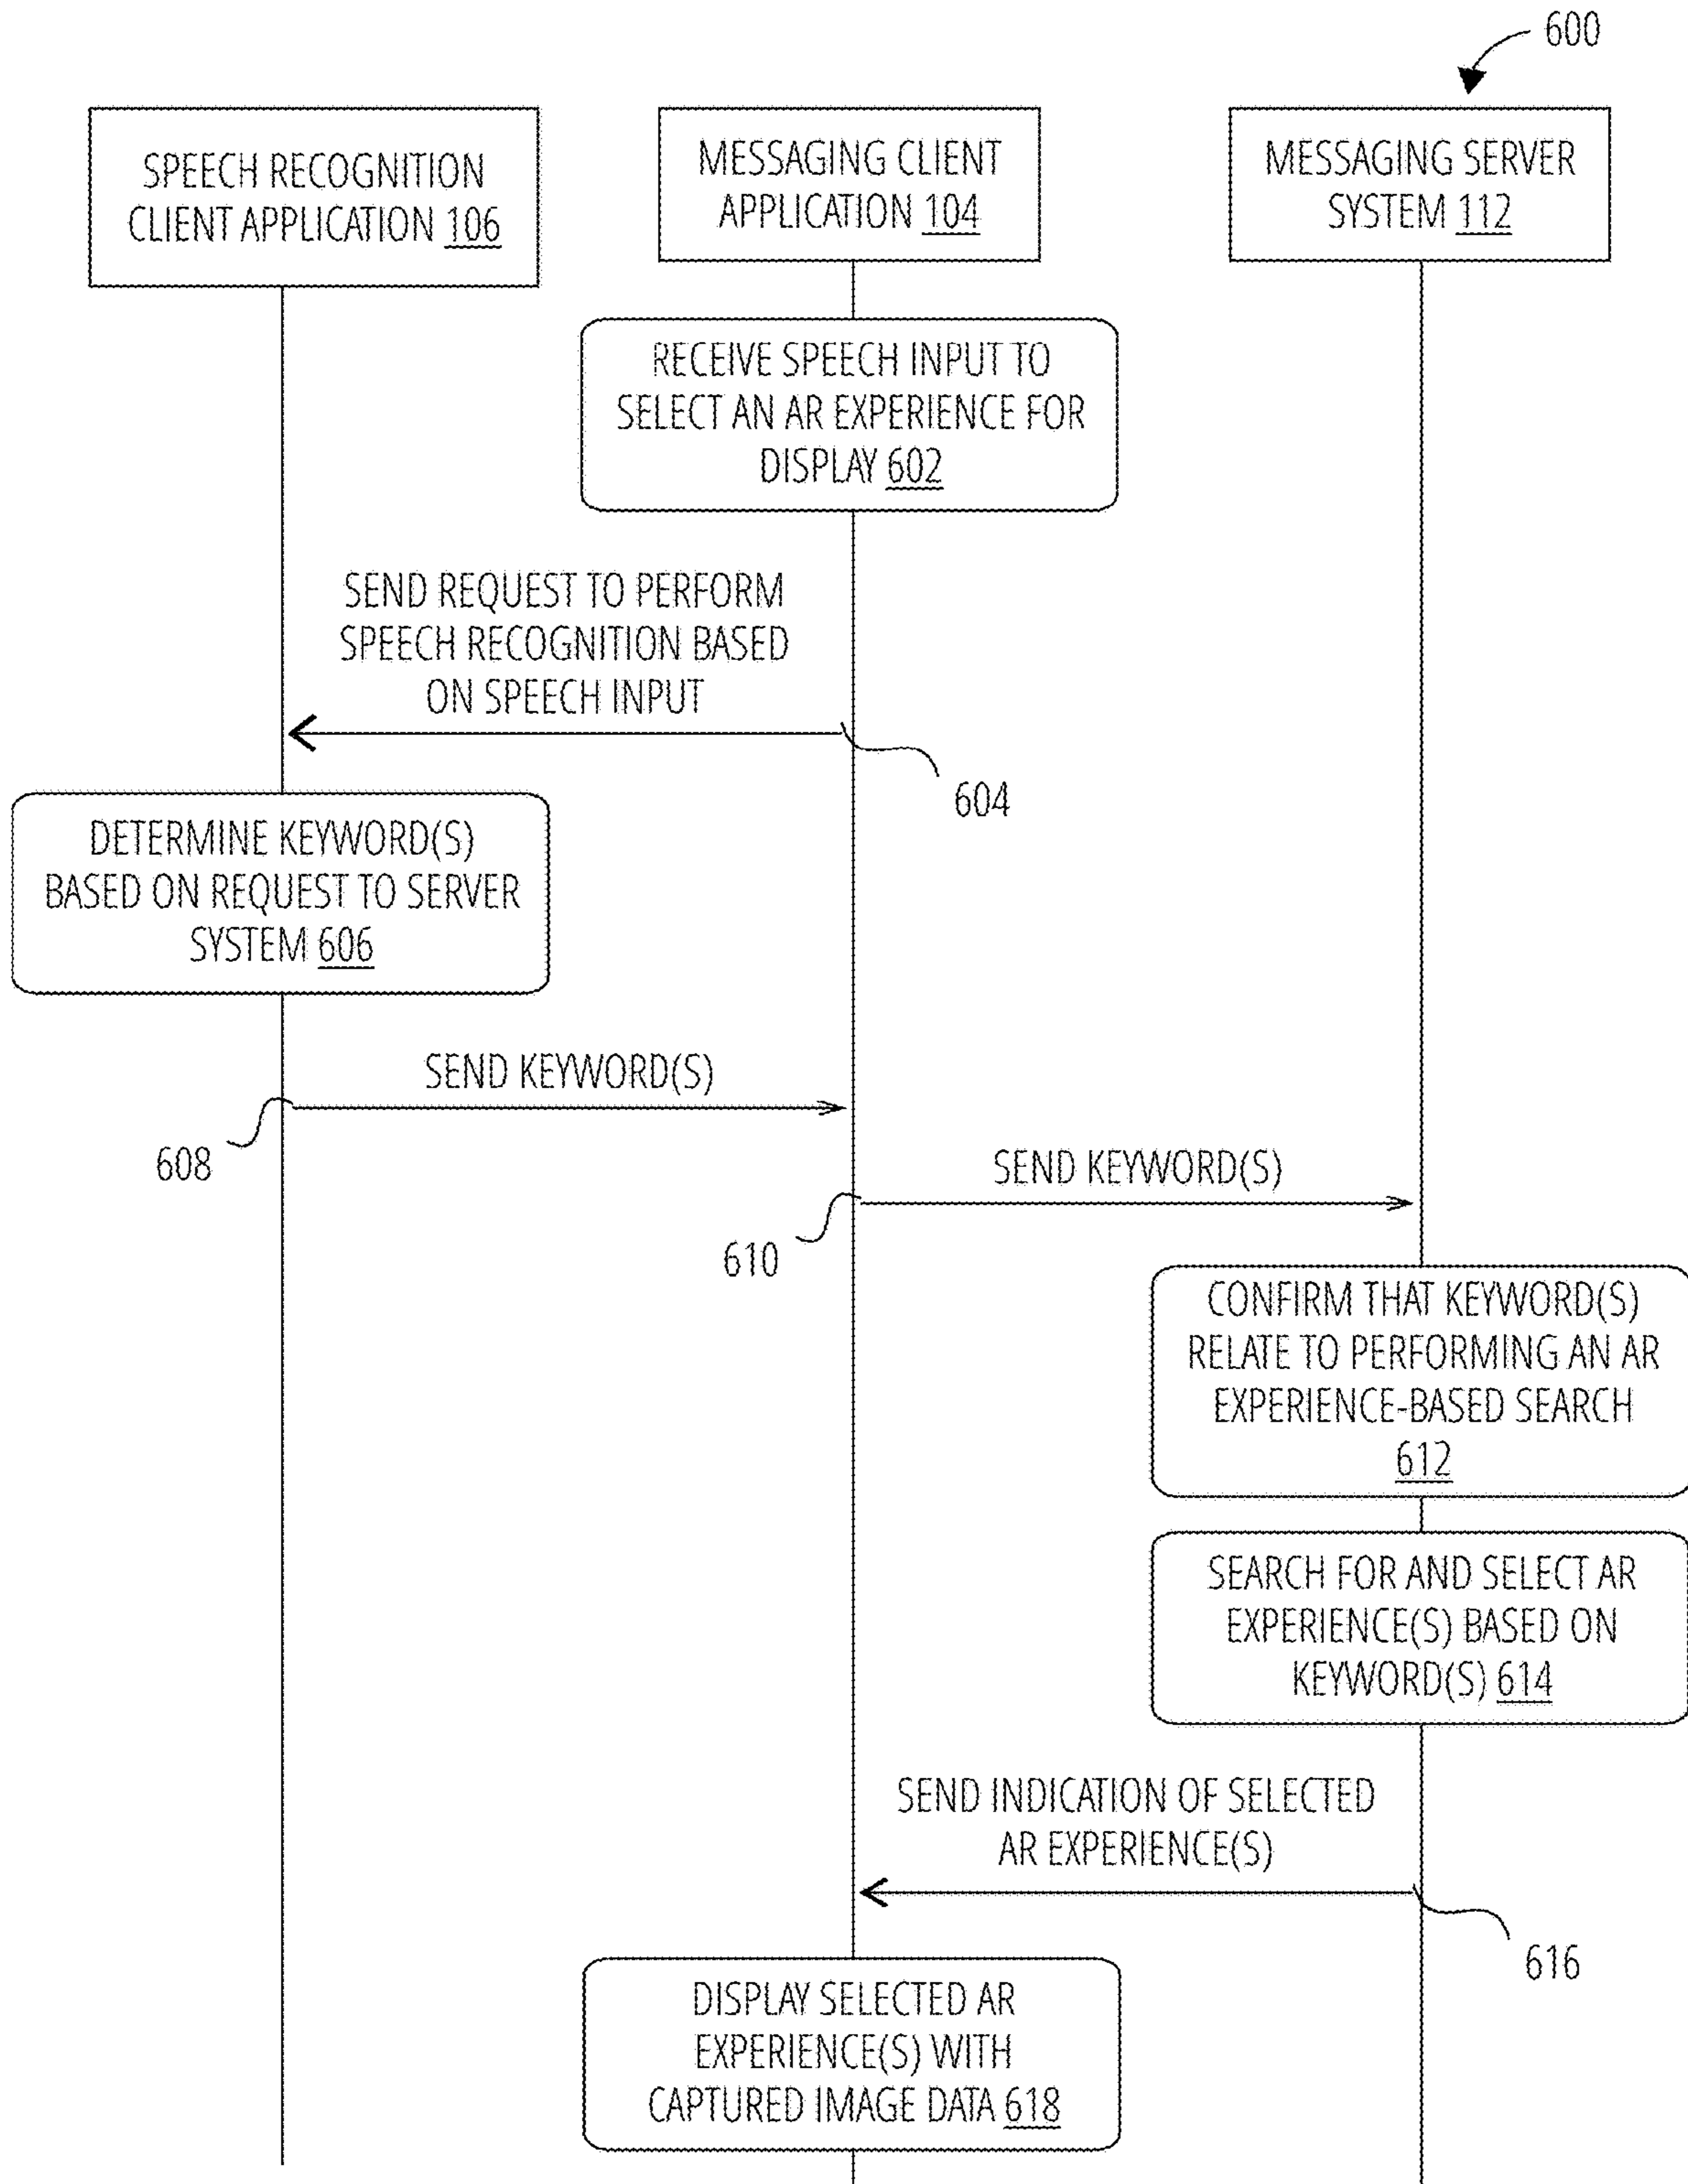 600
SPEECH RECOGNITION
CLIENT APPLICATION 106
MESSAGING CLIENT
APPLICATION 104
MESSAGING SERVER
SYSTEM 112
RECEIVE SPEECH INPUT TO
SELECT AN AR EXPERIENCE FOR
DISPLAY 602
SEND REQUEST TO PERFORM
SPEECH RECOGNITION BASED
ON SPEECH INPUT
604
DETERMINE KEYWORD(S)
BASED ON REQUEST TO SERVER
SYSTEM 606
SEND KEYWORD(S)
608
SEND KEYWORD(S)
610
CONFIRM THAT KEYWORD(S)
RELATE TO PERFORMING AN AR
EXPERIENCE-BASED SEARCH
612
SEARCH FOR AND SELECT AR
EXPERIENCE(S) BASED ON
KEYWORD(S) 614
SEND INDICATION OF SELECTED
AR EXPERIENCE(S)
616
DISPLAY SELECTED AR
EXPERIENCE(S) WITH
CAPTURED IMAGE DATA 618